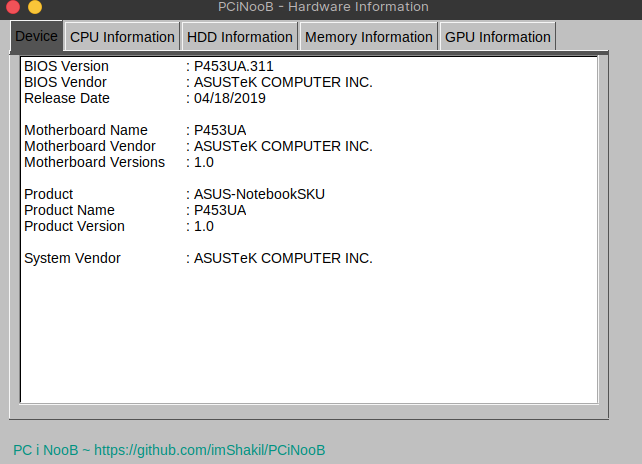 PCiNooB - Hardware Information
Device CPU Information HDD Information Memory Information GPU Information
BIOS Version : P453UA.311
BIOS Vendor : ASUSTeK COMPUTER INC.
Release Date : 04/18/2019
Motherboard Name : P453UA
Motherboard Vendor : ASUSTeK COMPUTER INC.
Motherboard Versions : 1.0
Product : ASUS-NotebookSKU
Product Name : P453UA
Product Version : 1.0
System Vendor : ASUSTeK COMPUTER INC.
PC i NooB ~ https://github.com/imShakil/PCiNooB